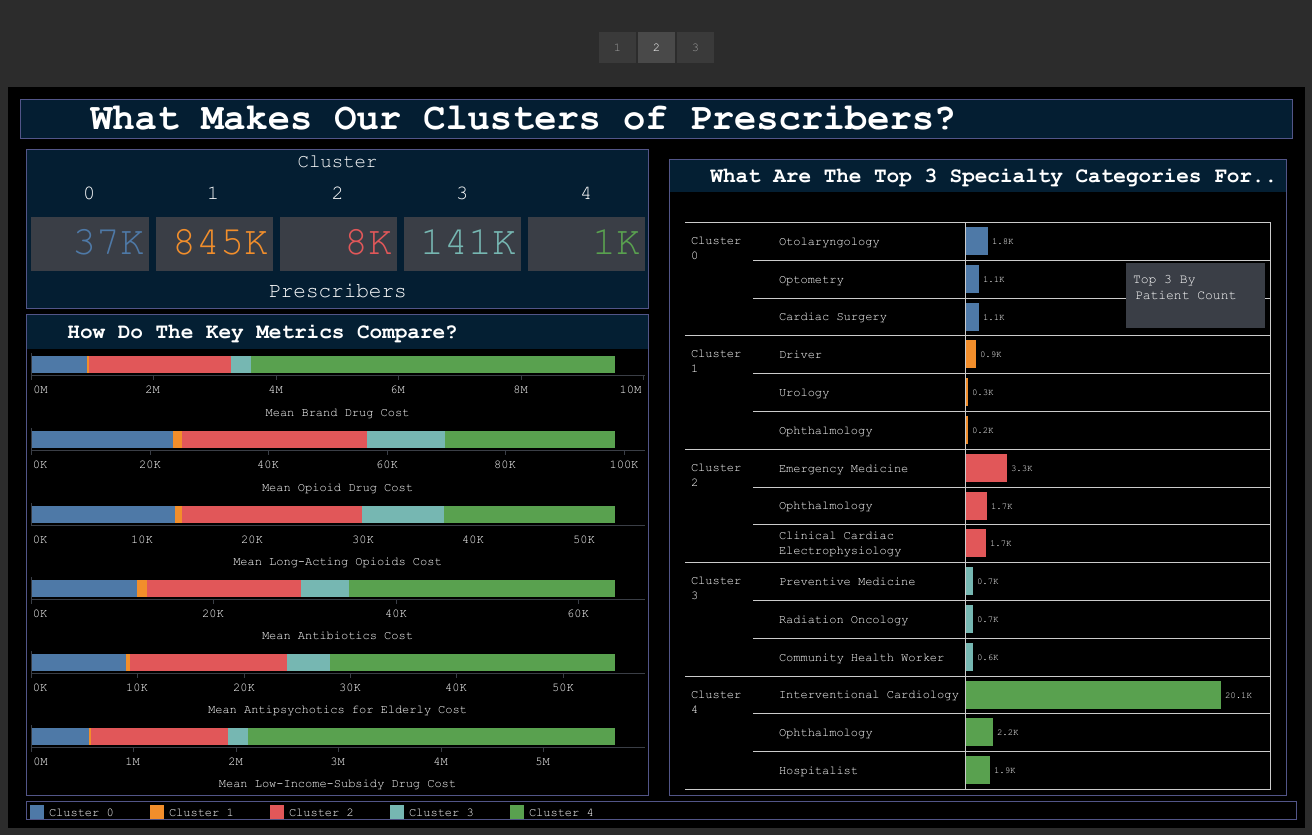 1 2 3
What Makes Our Clusters of Prescribers?
Cluster
0 1 2 3 4
37K 845K 8K 141K 1K
Prescribers
How Do The Key Metrics Compare?
0M 2M 4M 6M 8M 10M
Mean Brand Drug Cost
0K 20K 40K 60K 80K 100K
Mean Opioid Drug Cost
0K 10K 20K 30K 40K 50K
Mean Long-Acting Opioids Cost
0K 20K 40K 60K
Mean Antibiotics Cost
0K 10K 20K 30K 40K 50K
Mean Antipsychotics for Elderly Cost
0M 1M 2M 3M 4M 5M
Mean Low-Income-Subsidy Drug Cost
What Are The Top 3 Specialty Categories For..
Cluster
0
Otolaryngology 1.8K
Optometry 1.1K
Cardiac Surgery 1.1K
Top 3 By
Patient Count
Cluster
1
Driver 0.9K
Urology 0.3K
Ophthalmology 0.2K
Cluster
2
Emergency Medicine 3.3K
Ophthalmology 1.7K
Clinical Cardiac
Electrophysiology 1.7K
Cluster
3
Preventive Medicine 0.7K
Radiation Oncology 0.7K
Community Health Worker 0.6K
Cluster
4
Interventional Cardiology 20.1K
Ophthalmology 2.2K
Hospitalist 1.9K
Cluster 0 Cluster 1 Cluster 2 Cluster 3 Cluster 4